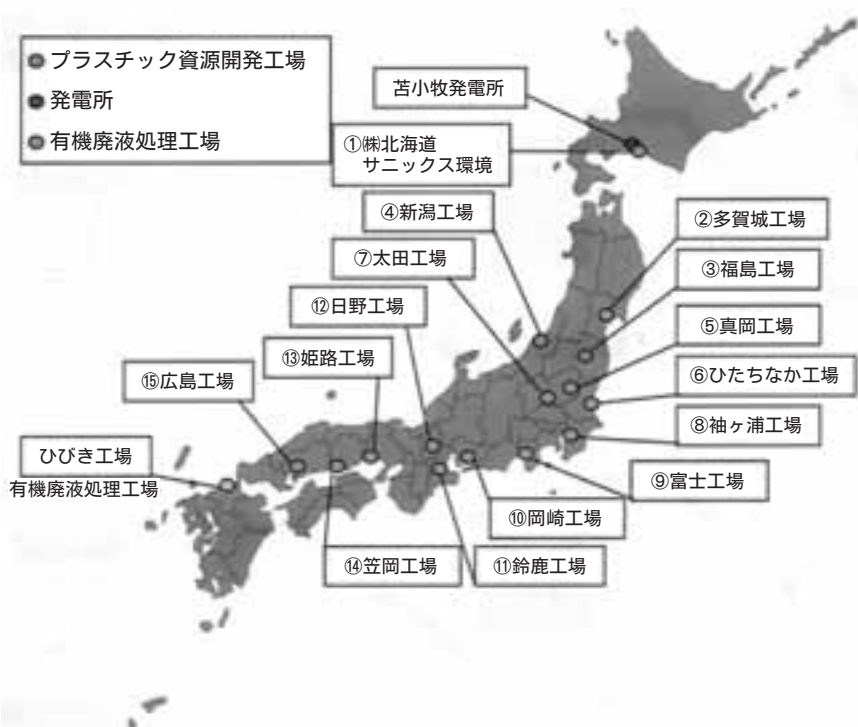 プラスチック資源開発工場
発電所
有機廃液処理工場
苫小牧発電所
①㈱北海道
サニックス環境
④新潟工場
②多賀城工場
⑦太田工場
③福島工場
⑫日野工場
⑤真岡工場
⑬姫路工場
⑥ひたちなか工場
⑮広島工場
⑧袖ヶ浦工場
ひびき工場
有機廃液処理工場
⑨富士工場
⑩岡崎工場
⑭笠岡工場
⑪鈴鹿工場